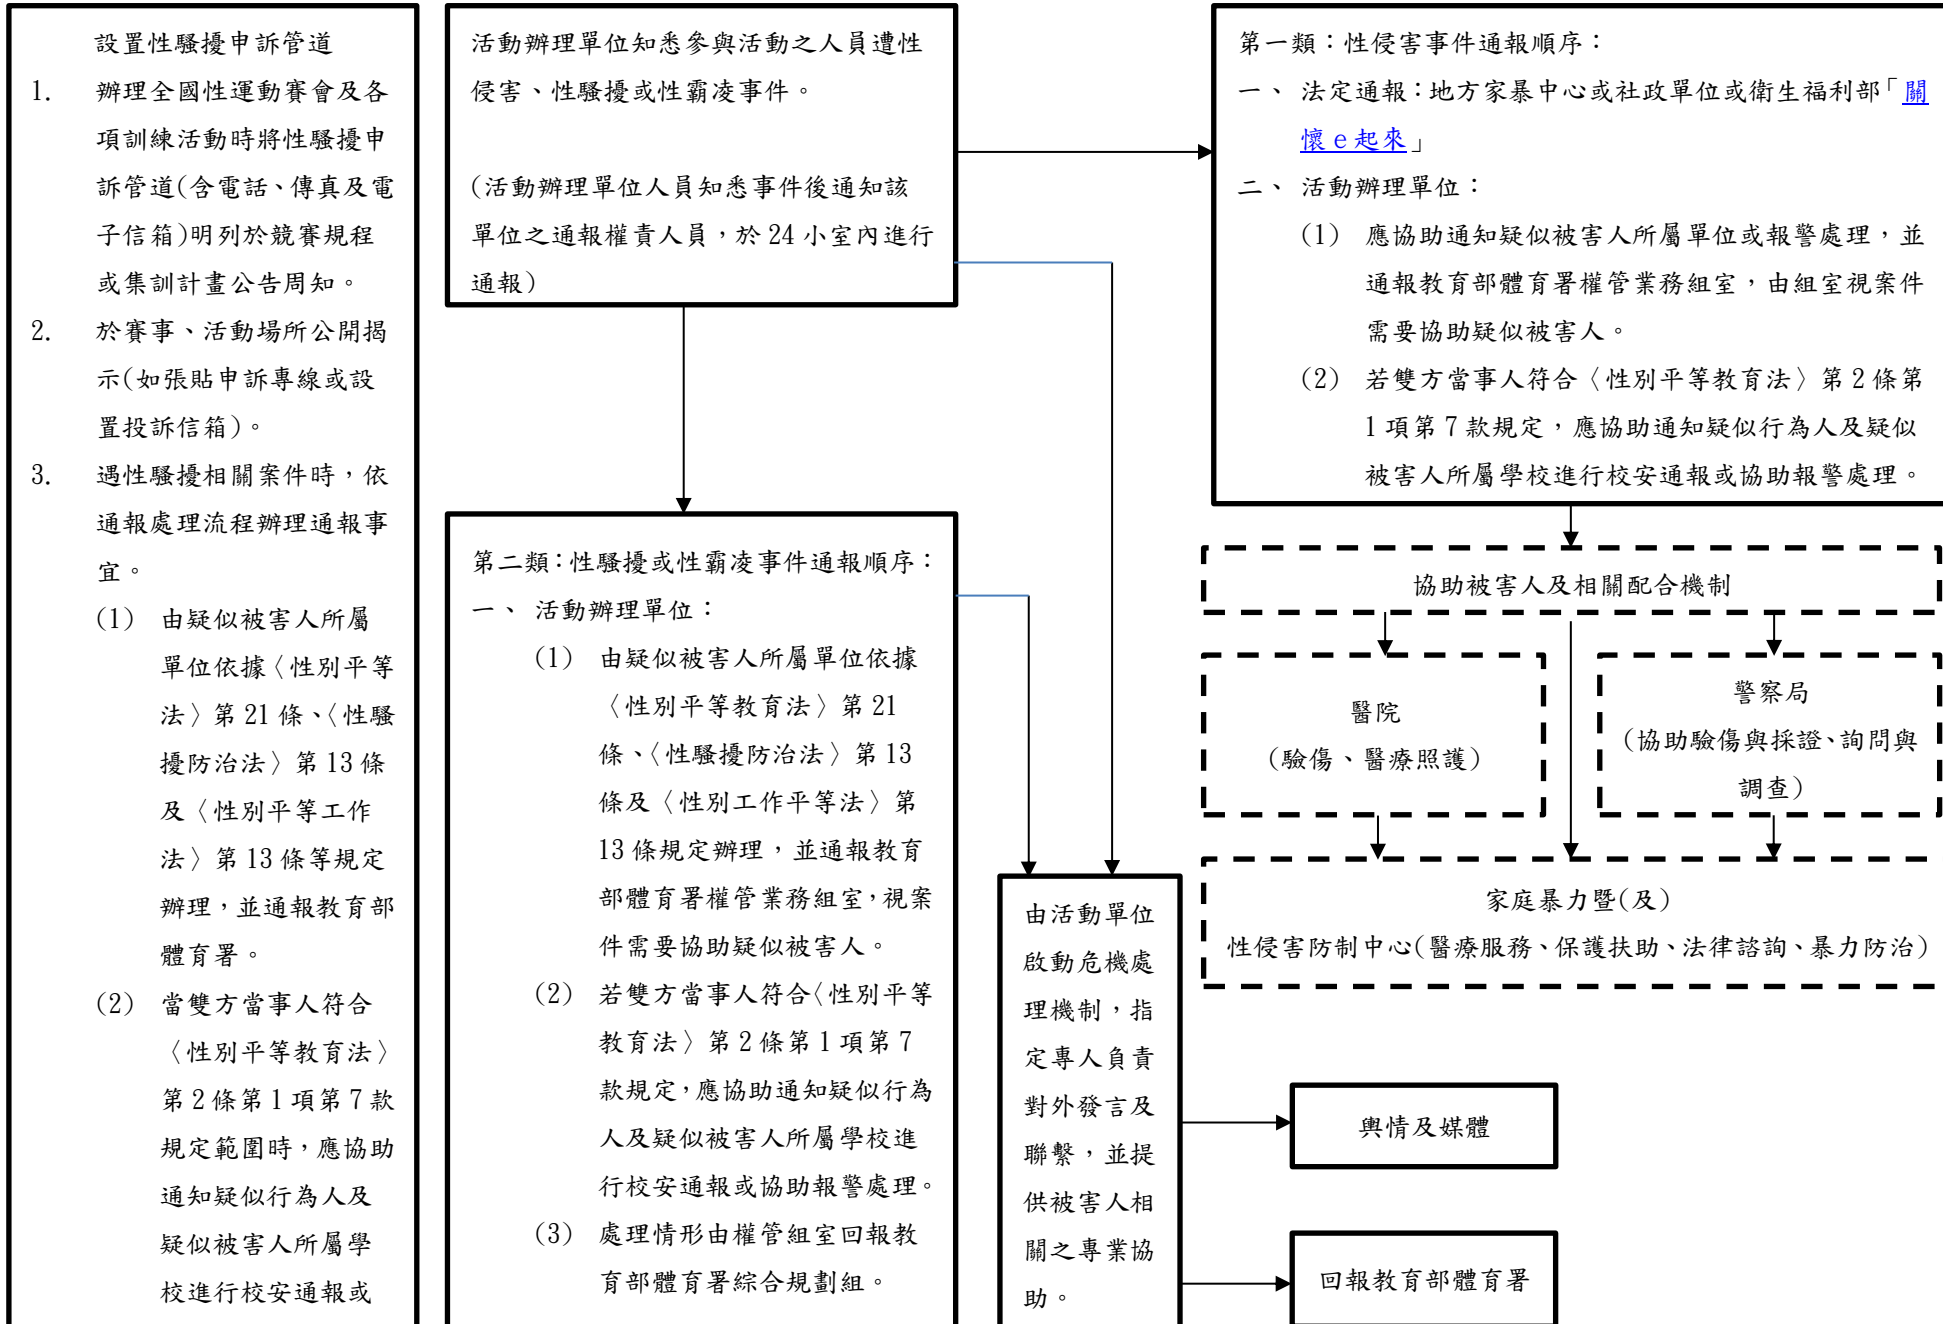 設置性騷擾申訴管道
1. 辦理全國性運動賽會及各
項訓練活動時將性騷擾申
訴管道(含電話、傳真及電
子信箱)明列於競賽規程
或集訓計畫公告周知。
2. 於賽事、活動場所公開揭
示(如張貼申訴專線或設
置投訴信箱)。
3. 遇性騷擾相關案件時，依
通報處理流程辦理通報事
宜。
(1) 由疑似被害人所屬
單位依據〈性別平等
法〉第 21 條、〈性騷
擾防治法〉第 13 條
及〈性別平等工作
法〉第 13 條等規定
辦理，並通報教育部
體育署。
(2) 當雙方當事人符合
〈性別平等教育法〉
第 2 條第 1 項第 7 款
規定範圍時，應協助
通知疑似行為人及
疑似被害人所屬學
校進行校安通報或
活動辦理單位知悉參與活動之人員遭性
侵害、性騷擾或性霸凌事件。
(活動辦理單位人員知悉事件後通知該
單位之通報權責人員，於 24 小室內進行
通報)
第二類：性騷擾或性霸凌事件通報順序：
一、 活動辦理單位：
(1) 由疑似被害人所屬單位依據
〈性別平等教育法〉第 21
條、〈性騷擾防治法〉第 13
條及〈性別工作平等法〉第
13 條規定辦理，並通報教育
部體育署權管業務組室，視案
件需要協助疑似被害人。
(2) 若雙方當事人符合〈性別平等
教育法〉第 2 條第 1 項第 7
款規定，應協助通知疑似行為
人及疑似被害人所屬學校進
行校安通報或協助報警處理。
(3) 處理情形由權管組室回報教
育部體育署綜合規劃組。
第一類：性侵害事件通報順序：
一、 法定通報：地方家暴中心或社政單位或衛生福利部「關
懷 e 起來」
二、 活動辦理單位：
(1) 應協助通知疑似被害人所屬單位或報警處理，並
通報教育部體育署權管業務組室，由組室視案件
需要協助疑似被害人。
(2) 若雙方當事人符合〈性別平等教育法〉第 2 條第
1 項第 7 款規定，應協助通知疑似行為人及疑似
被害人所屬學校進行校安通報或協助報警處理。
協助被害人及相關配合機制
醫院
(驗傷、醫療照護)
警察局
(協助驗傷與採證、詢問與
調查)
家庭暴力暨(及)
性侵害防制中心(醫療服務、保護扶助、法律諮詢、暴力防治)
由活動單位
啟動危機處
理機制，指
定專人負責
對外發言及
聯繫，並提
供被害人相
關之專業協
助。
輿情及媒體
回報教育部體育署